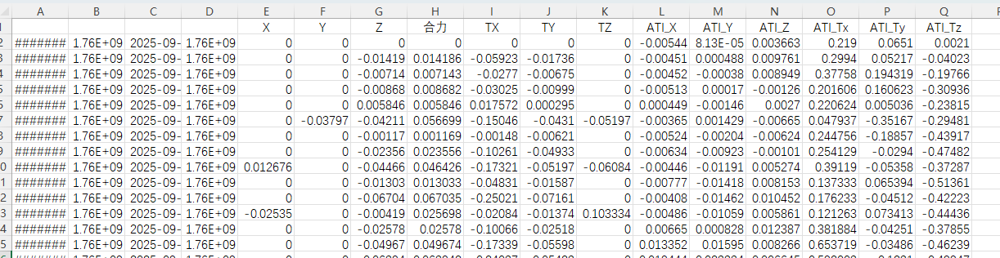 A B C D E F G H I J K L M N O P Q
X Y Z 合力 TX TY TZ ATI_X ATI_Y ATI_Z ATI_Tx ATI_Ty ATI_Tz
2 ####### 1.76E+09 2025-09- 1.76E+09 0 0 0 0 0 0 0 -0.00544 8.13E-05 0.003663 0.219 0.0651 0.0021
3 ####### 1.76E+09 2025-09- 1.76E+09 0 0 -0.01419 0.014186 -0.05923 -0.01736 0 -0.00451 0.000488 0.009761 0.2994 0.05217 -0.04023
4 ####### 1.76E+09 2025-09- 1.76E+09 0 0 -0.00714 0.007143 -0.0277 -0.00675 0 -0.00452 -0.00038 0.008949 0.37758 0.194319 -0.19766
5 ####### 1.76E+09 2025-09- 1.76E+09 0 0 -0.00868 0.008682 -0.03025 -0.00999 0 -0.00513 0.00017 -0.00126 0.201606 0.160623 -0.30936
6 ####### 1.76E+09 2025-09- 1.76E+09 0 0 0.005846 0.005846 0.017572 0.000295 0 0.000449 -0.00146 0.0027 0.220624 0.005036 -0.23815
7 ####### 1.76E+09 2025-09- 1.76E+09 0 -0.03797 -0.04211 0.056699 -0.15046 -0.0431 -0.05197 -0.00365 0.001429 -0.00665 0.047937 -0.35167 -0.29481
8 ####### 1.76E+09 2025-09- 1.76E+09 0 0 -0.00117 0.001169 -0.00148 -0.00621 0 -0.00524 -0.00204 -0.00624 0.244756 -0.18857 -0.43917
9 ####### 1.76E+09 2025-09- 1.76E+09 0 0 -0.02356 0.023556 -0.10261 -0.04933 0 -0.00634 -0.00923 -0.00101 0.254129 -0.0294 -0.47482
0 ####### 1.76E+09 2025-09- 1.76E+09 0.012676 0 -0.04466 0.046426 -0.17321 -0.05197 -0.06084 -0.00446 -0.01191 0.005274 0.39119 -0.05358 -0.37287
1 ####### 1.76E+09 2025-09- 1.76E+09 0 0 -0.01303 0.013033 -0.04831 -0.01587 0 -0.00777 -0.01418 0.008153 0.137333 0.065394 -0.51361
2 ####### 1.76E+09 2025-09- 1.76E+09 0 0 -0.06704 0.067035 -0.25021 -0.07161 0 -0.00408 -0.01462 0.010452 0.176233 -0.04512 -0.42223
3 ####### 1.76E+09 2025-09- 1.76E+09 -0.02535 0 -0.00419 0.025698 -0.02084 -0.01374 0.103334 -0.00486 -0.01059 0.005861 0.121263 0.073413 -0.44436
4 ####### 1.76E+09 2025-09- 1.76E+09 0 0 -0.02578 0.02578 -0.10066 -0.02518 0 0.00665 0.000828 0.012387 0.381884 -0.04251 -0.37855
5 ####### 1.76E+09 2025-09- 1.76E+09 0 0 -0.04967 0.049674 -0.17339 -0.05598 0 0.013352 0.01595 0.008266 0.653719 -0.03486 -0.46239